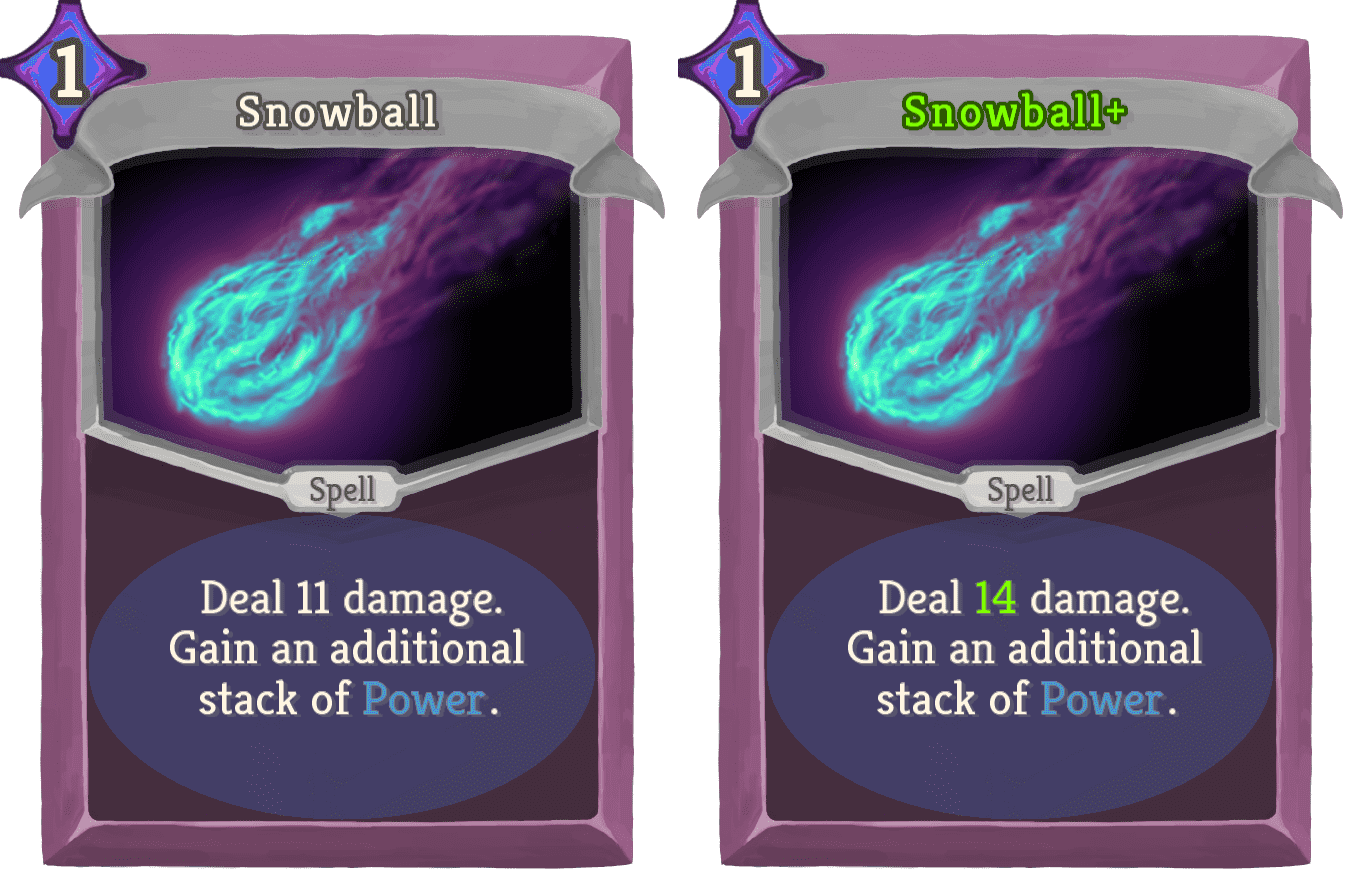 1
Snowball
Spell
Deal 11 damage.
Gain an additional
stack of Power.
1
Snowball+
Spell
Deal 14 damage.
Gain an additional
stack of Power.